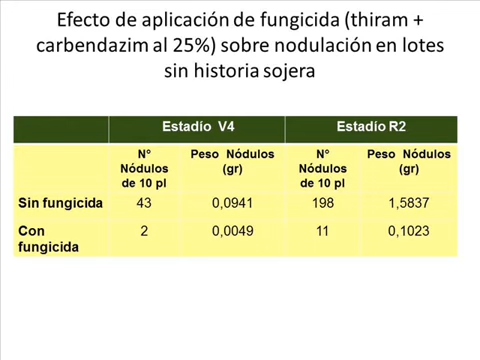 Efecto de aplicación de fungicida (thiram +
carbendazim al 25%) sobre nodulación en lotes
sin historia sojera
Estadío V4 Estadío R2
N° Nódulos de 10 pl Peso Nódulos (gr) N° Nódulos de 10 pl Peso Nódulos (gr)
Sin fungicida 43 0,0941 198 1,5837
Con fungicida 2 0,0049 11 0,1023